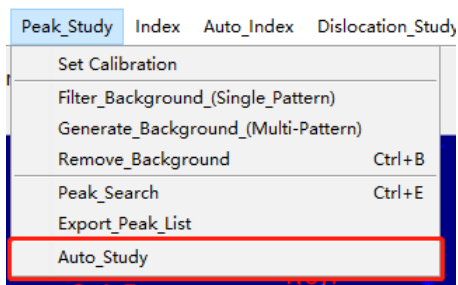 Peak_Study Index Auto_Index Dislocation_Study
Set Calibration
Filter_Background_(Single_Pattern)
Generate_Background_(Multi-Pattern)
Remove_Background Ctrl+B
Peak_Search Ctrl+E
Export_Peak_List
Auto_Study